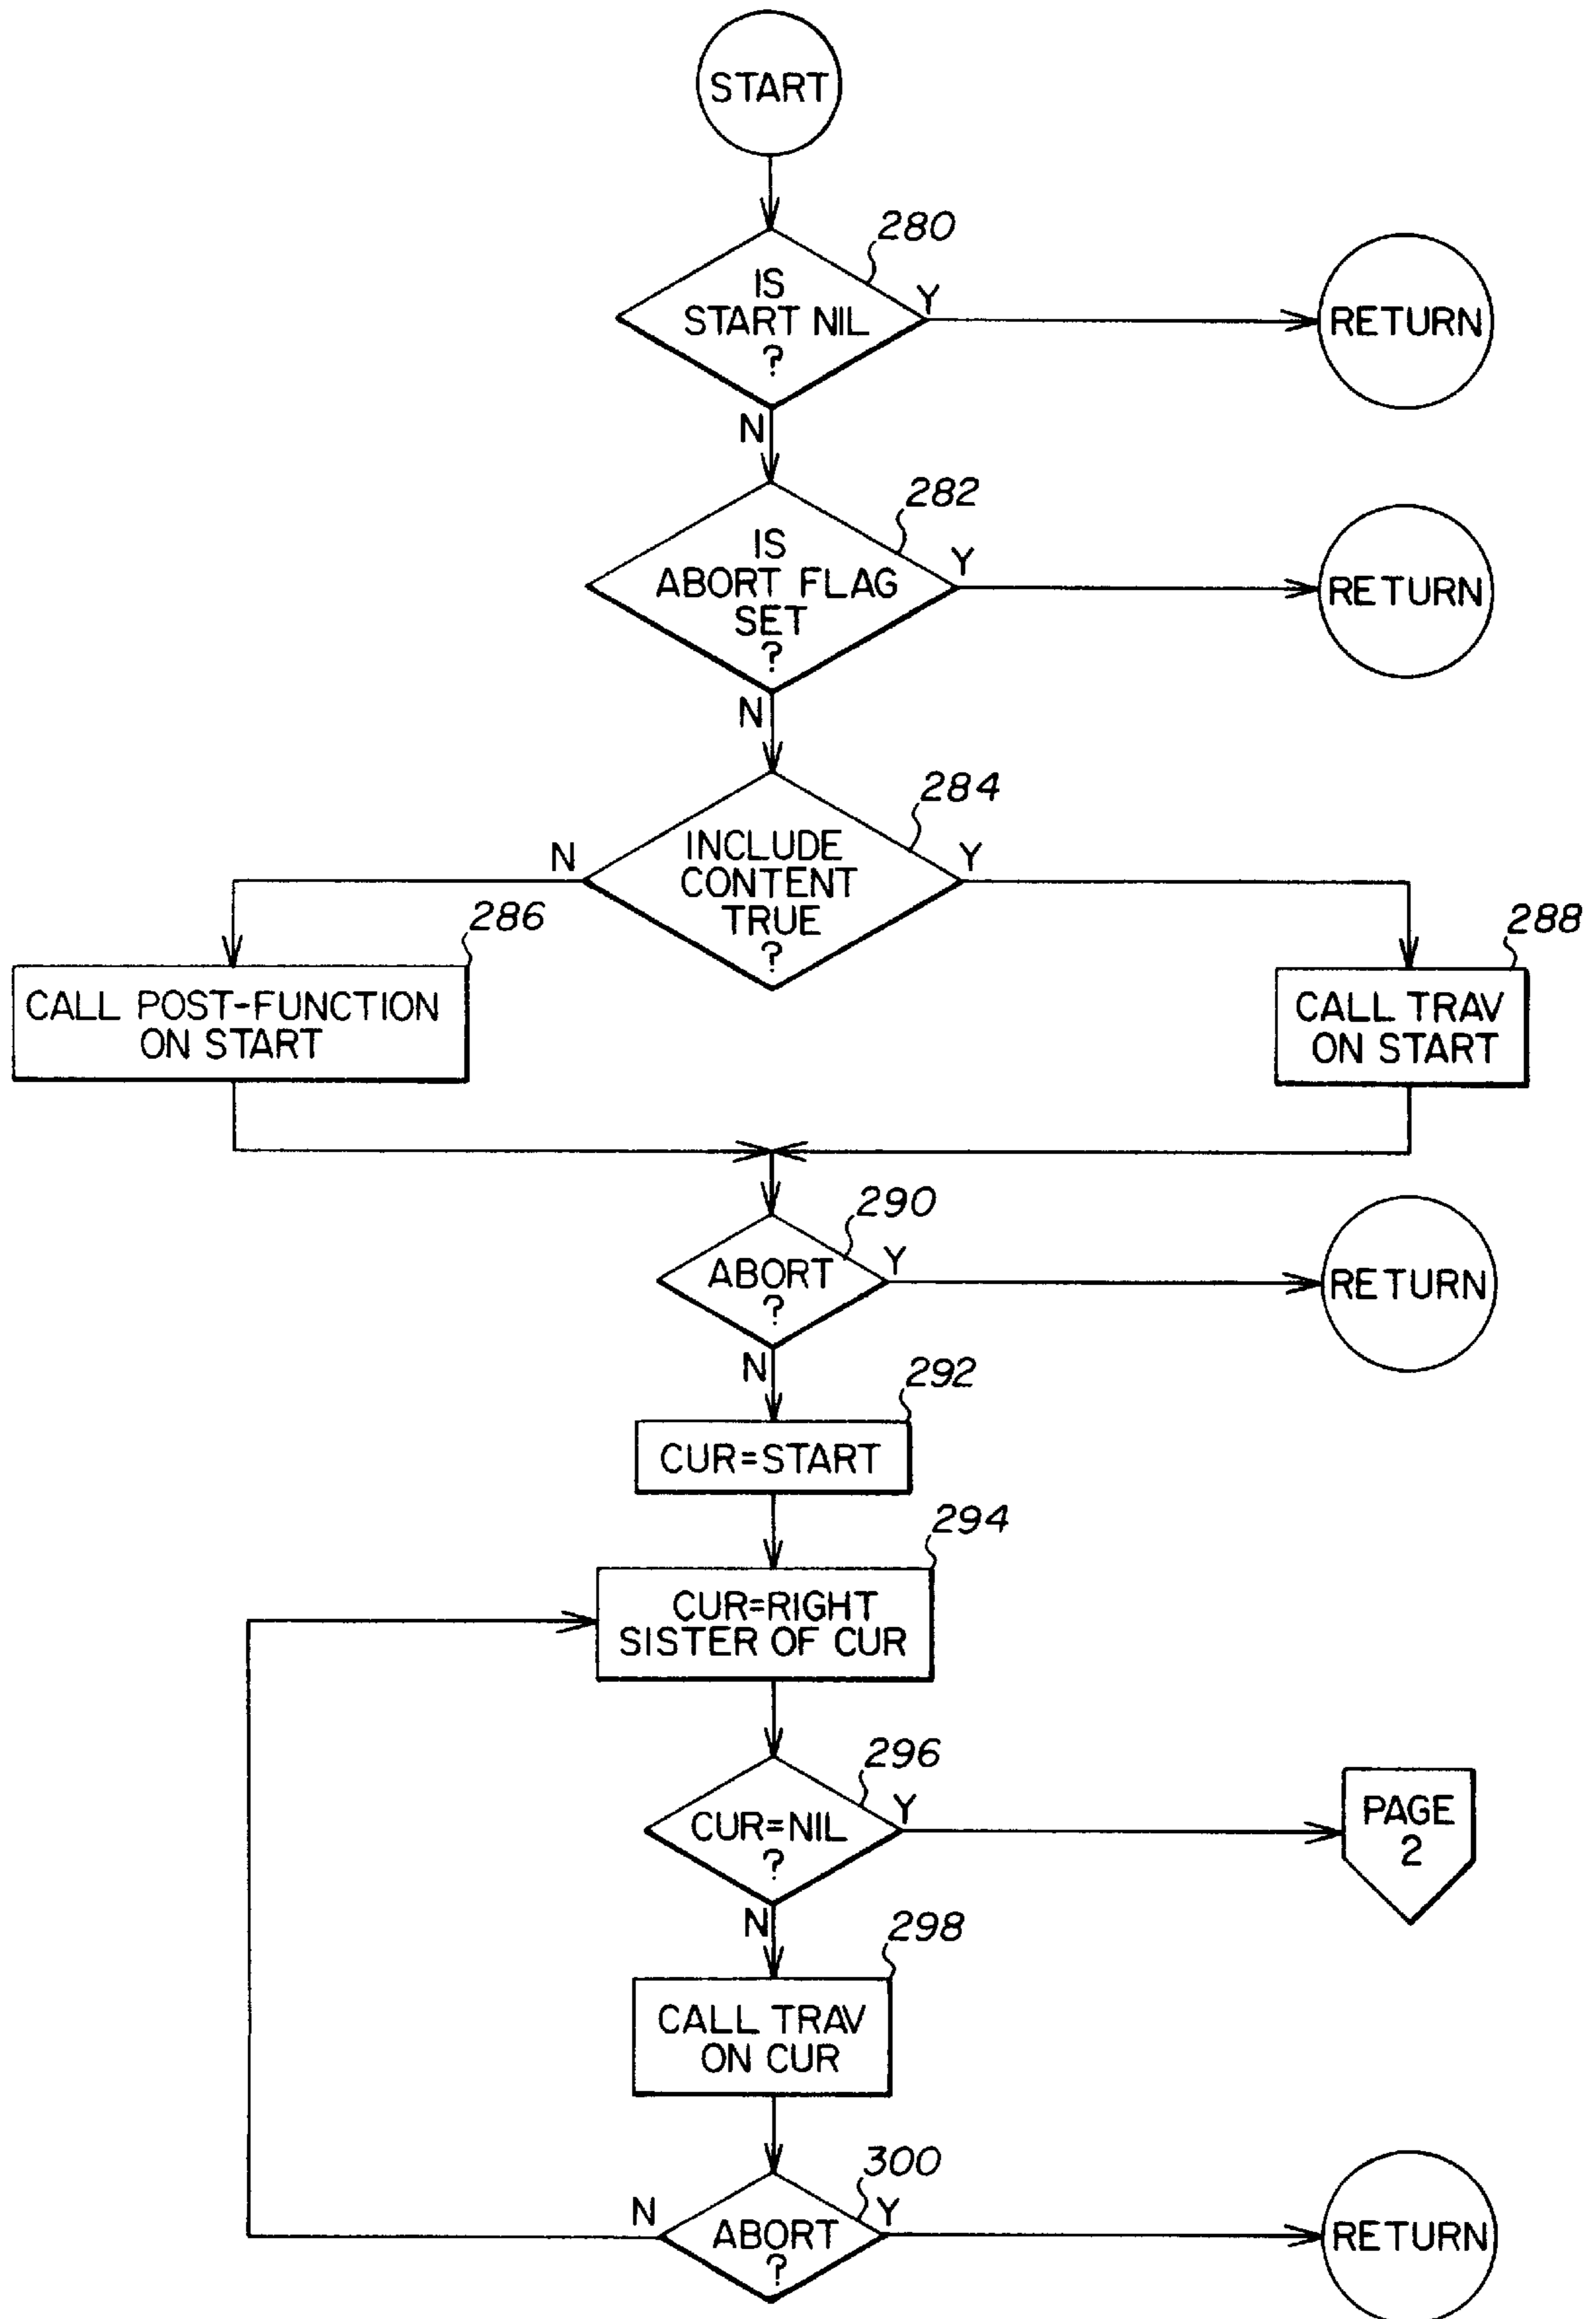 START
280
IS
START NIL
?
Y
RETURN
N
282
IS
ABORT FLAG
SET
?
Y
RETURN
N
284
INCLUDE
CONTENT
TRUE
?
N
Y
286
CALL POST-FUNCTION
ON START
288
CALL TRAV
ON START
290
ABORT
?
Y
RETURN
N
292
CUR=START
294
CUR=RIGHT
SISTER OF CUR
296
CUR=NIL
?
Y
PAGE
2
N
298
CALL TRAV
ON CUR
300
ABORT
?
N
Y
RETURN